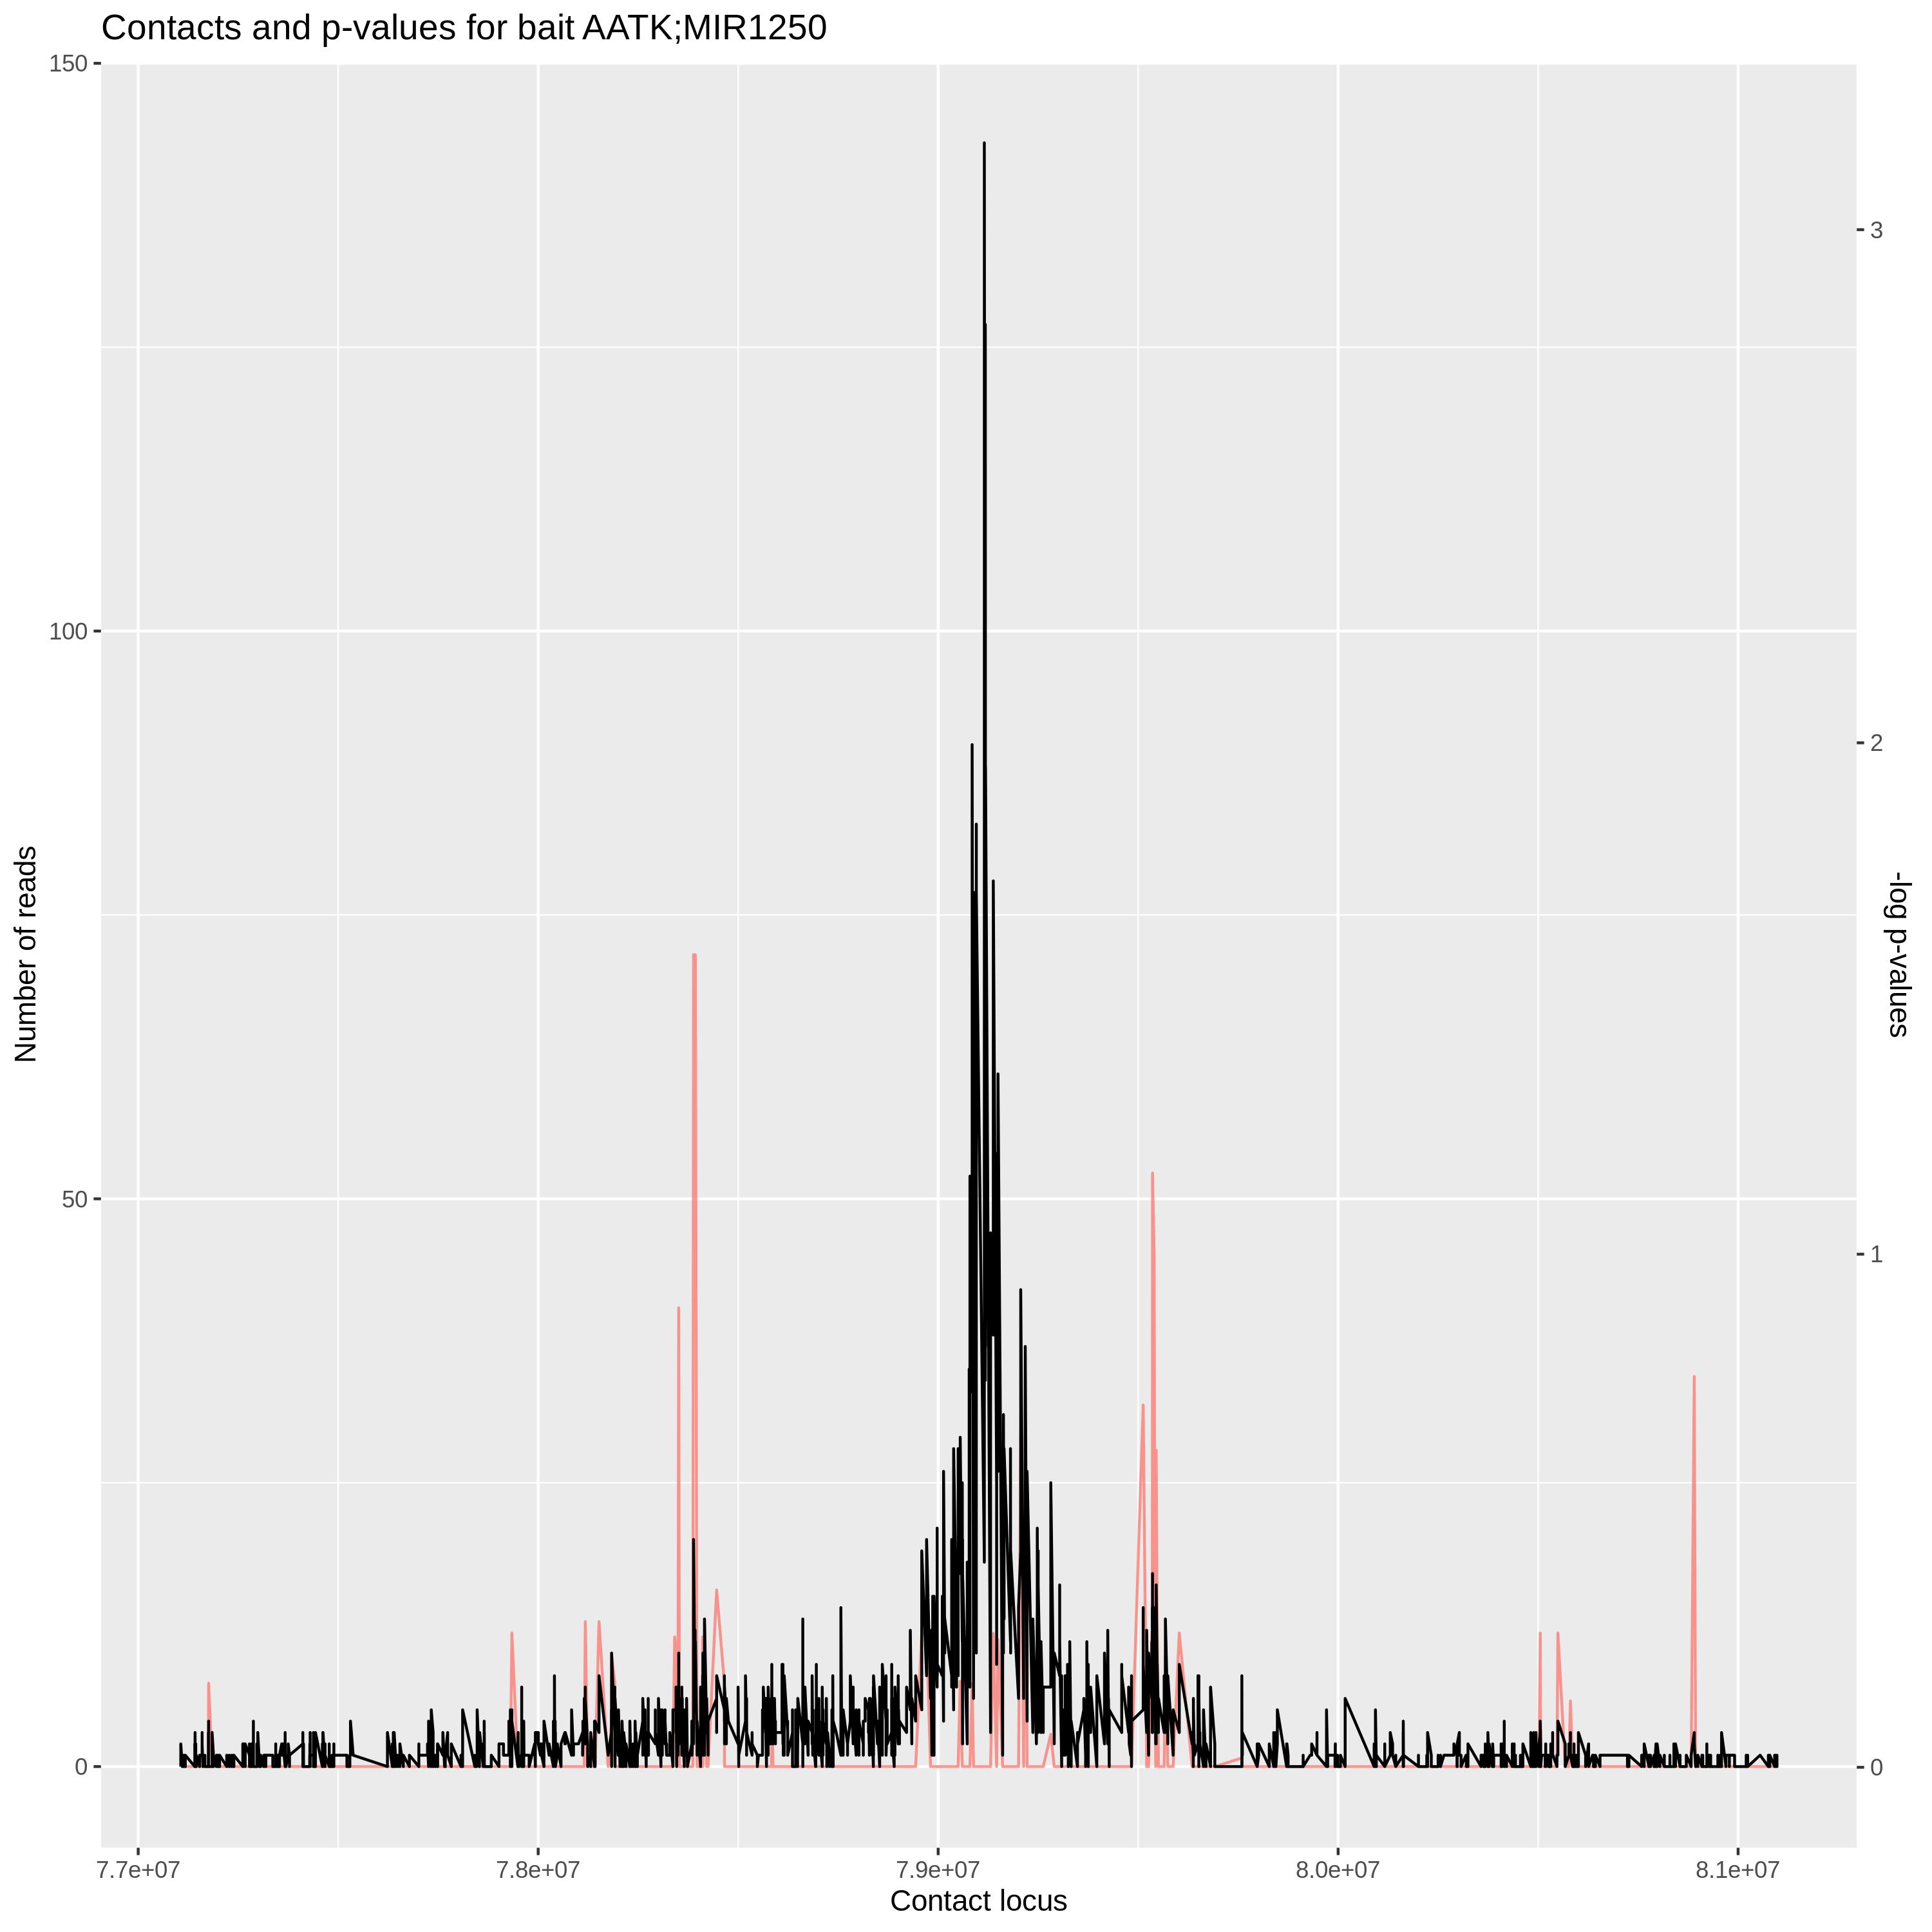 Contacts and p-values for bait AATK;MIR1250
150
100
50
0
Number of reads
3
2
1
0
-log p-values
7.7e+07 7.8e+07 7.9e+07 8.0e+07 8.1e+07
Contact locus